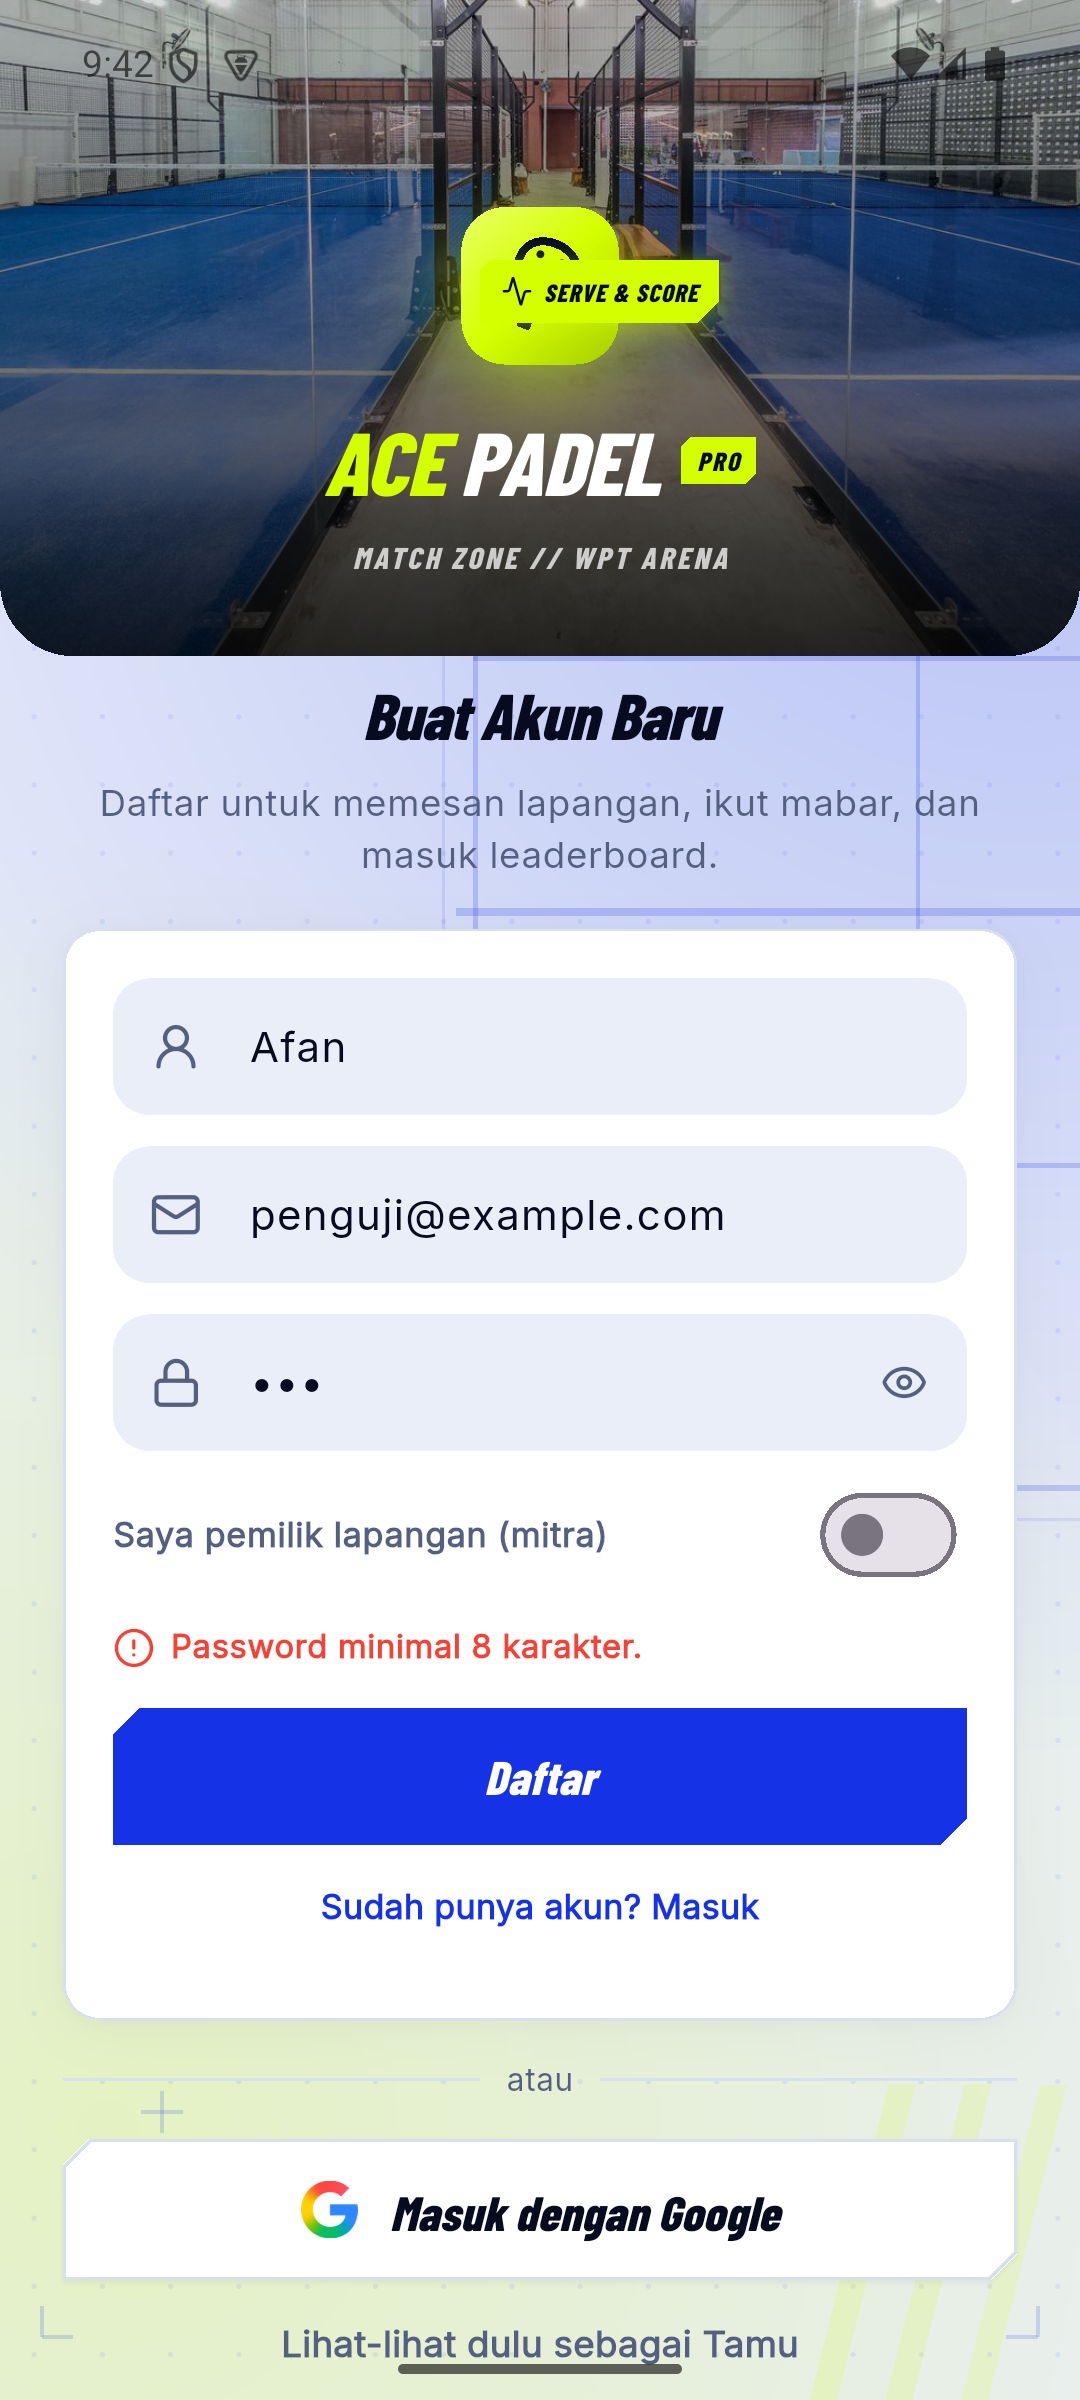 9:42
SERVE & SCORE
ACE PADEL PRO
MATCH ZONE // WPT ARENA
Buat Akun Baru
Daftar untuk memesan lapangan, ikut mabar, dan
masuk leaderboard.
Afan
penguji@example.com
•••
Saya pemilik lapangan (mitra)
Password minimal 8 karakter.
Daftar
Sudah punya akun? Masuk
atau
Masuk dengan Google
Lihat-lihat dulu sebagai Tamu